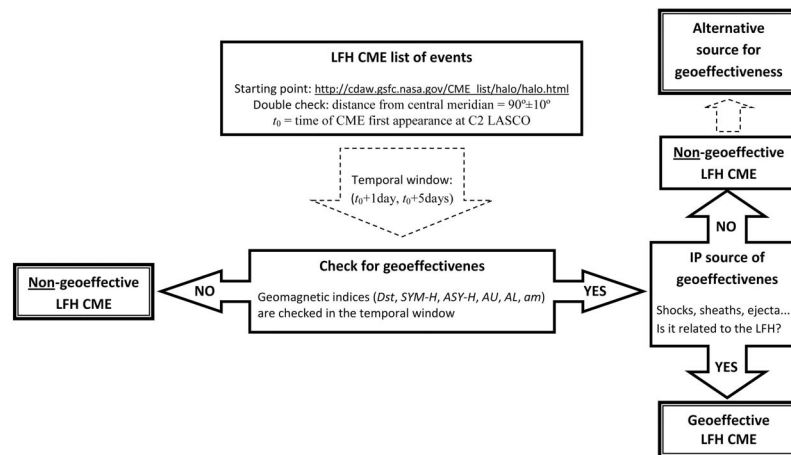 LFH CME list of events
Starting point: http://cdaw.gsfc.nasa.gov/CME_list/halo/halo.html
Double check: distance from central meridian = 90º±10º
t0 = time of CME first appearance at C2 LASCO
Temporal window:
(t0+1day, t0+5days)
Check for geoeffectivenes
Geomagnetic indices (Dst, SYM-H, ASY-H, AU, AL, am)
are checked in the temporal window
NO
Non-geoeffective
LFH CME
YES
IP source of
geoeffectivenes
Shocks, sheaths, ejecta...
Is it related to the LFH?
NO
Non-geoeffective
LFH CME
Alternative
source for
geoeffectiveness
YES
Geoeffective
LFH CME